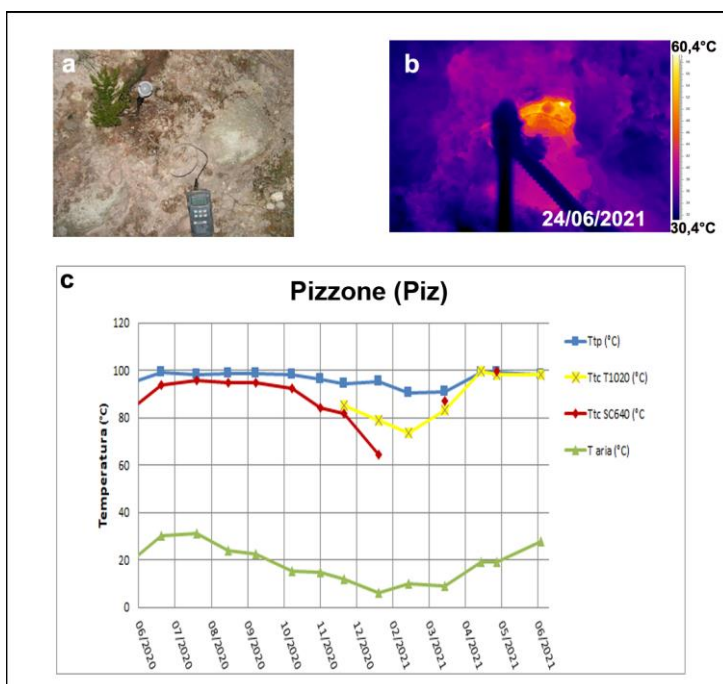 a
b
60,4°C
24/06/2021
30,4°C
c
Pizzone (Piz)
120
100
80
60
40
20
0
Temperatura (°C)
Ttp (°C)
Ttc T1020 (°C)
Ttc SC640 (°C
T aria (°C)
06/2020
07/2020
08/2020
09/2020
10/2020
11/2020
12/2020
02/2021
03/2021
04/2021
05/2021
06/2021